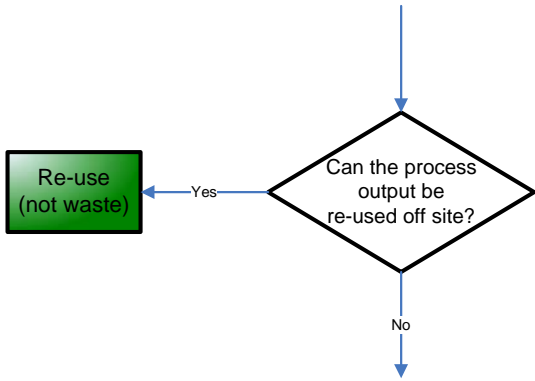 Can the process
output be
re-used off site?
Re-use
(not waste)
Yes
No